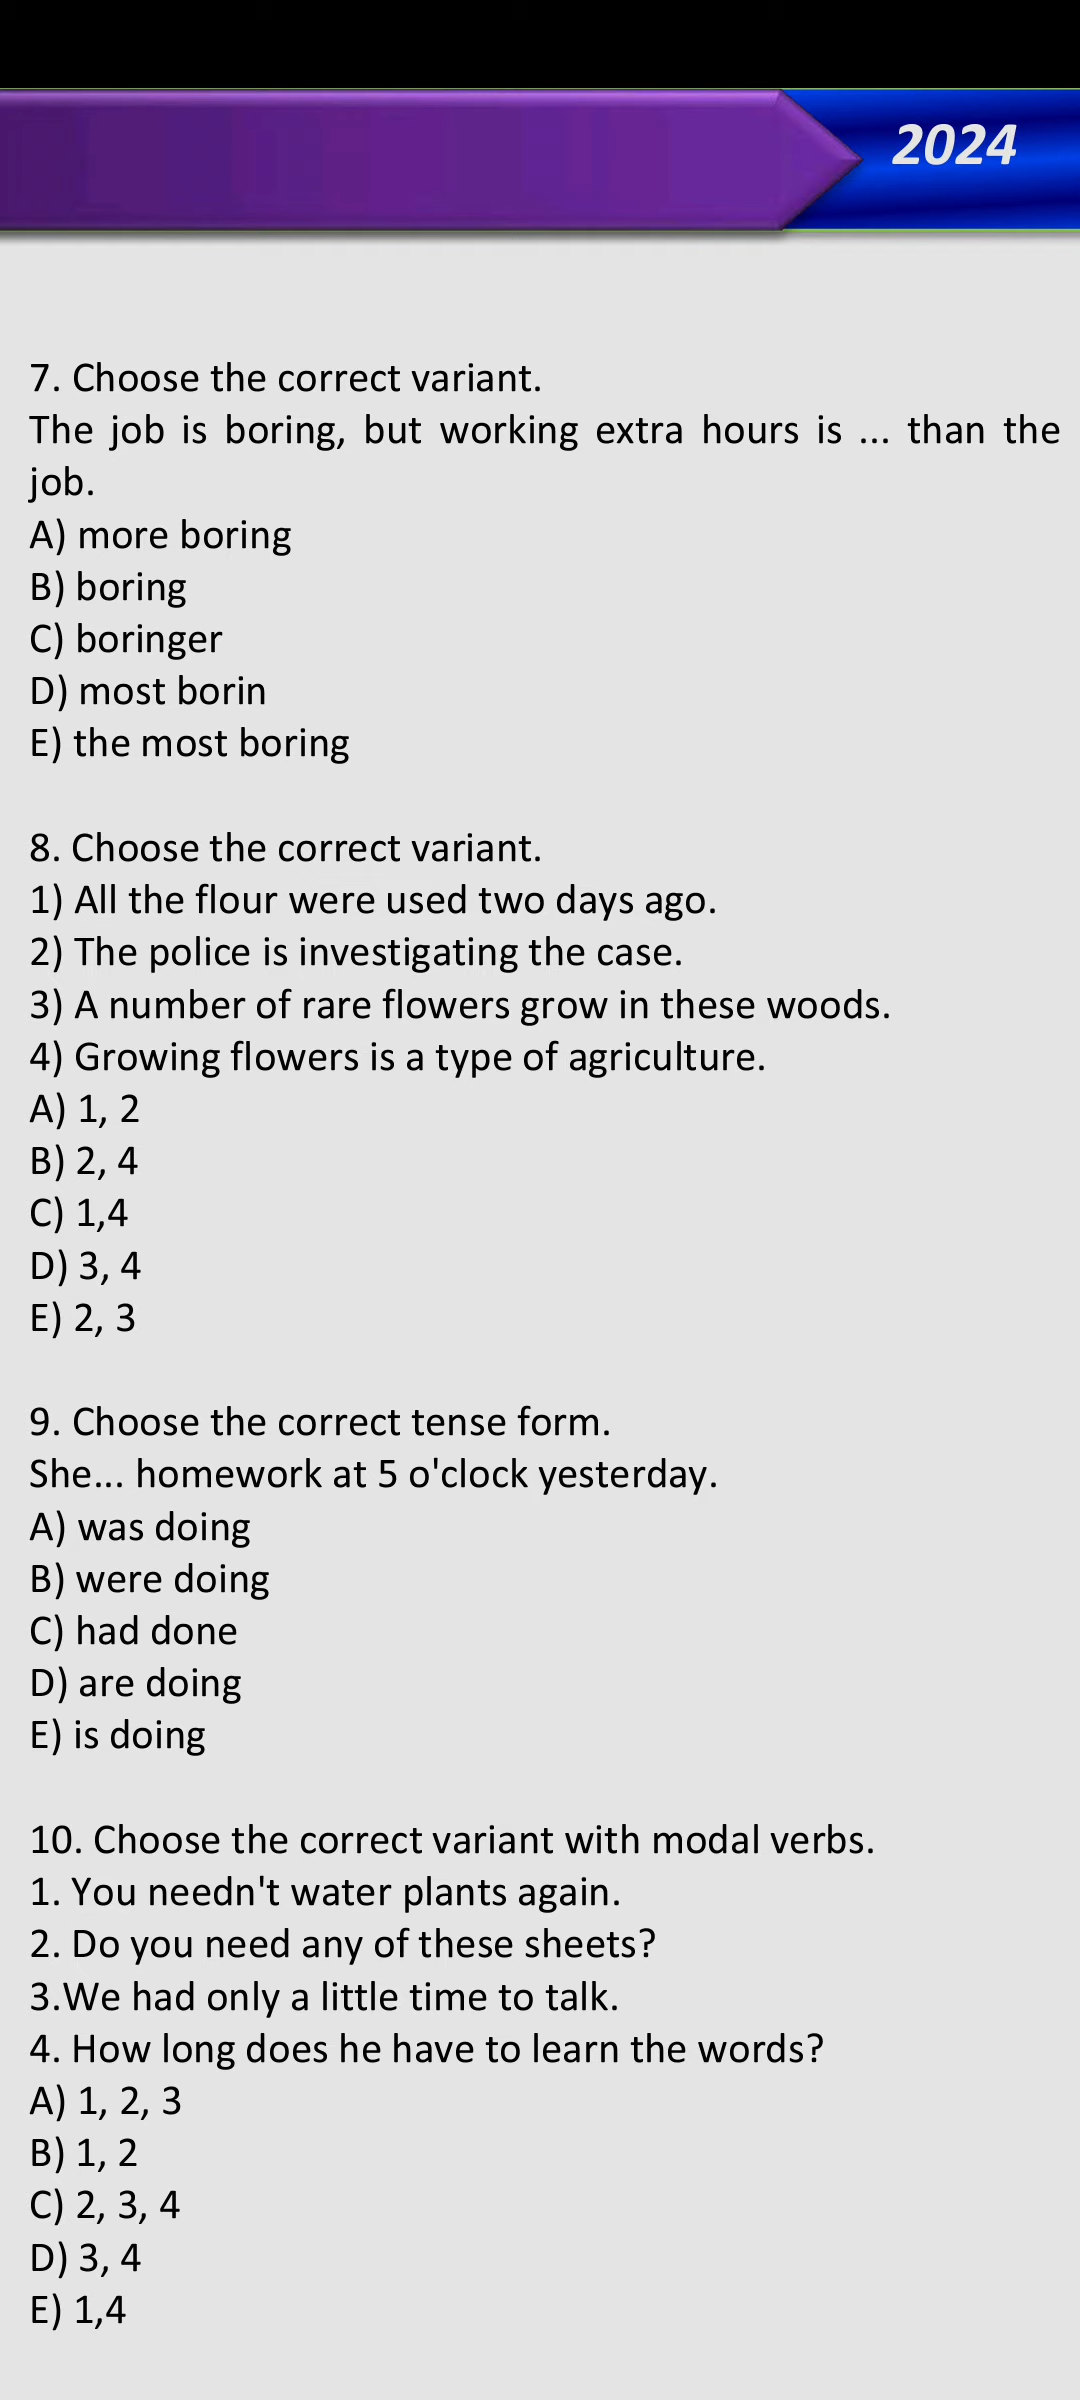 2024
7. Choose the correct variant.
The job is boring, but working extra hours is ... than the
job.
A) more boring
B) boring
C) boringer
D) most borin
E) the most boring
8. Choose the correct variant.
1) All the flour were used two days ago.
2) The police is investigating the case.
3) A number of rare flowers grow in these woods.
4) Growing flowers is a type of agriculture.
A) 1, 2
B) 2, 4
C) 1,4
D) 3, 4
E) 2, 3
9. Choose the correct tense form.
She... homework at 5 o'clock yesterday.
A) was doing
B) were doing
C) had done
D) are doing
E) is doing
10. Choose the correct variant with modal verbs.
1. You needn't water plants again.
2. Do you need any of these sheets?
3.We had only a little time to talk.
4. How long does he have to learn the words?
A) 1, 2, 3
B) 1, 2
C) 2, 3, 4
D) 3, 4
E) 1,4